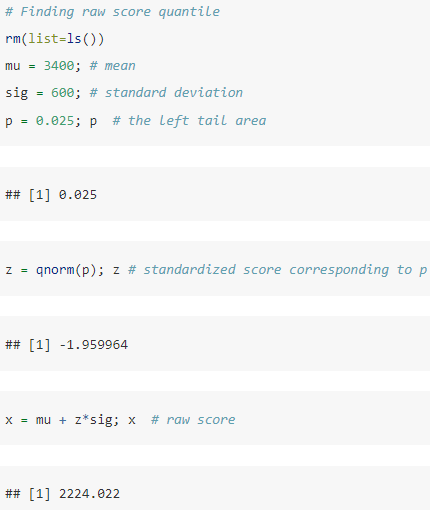 # Finding raw score quantile
rm(list=ls())
mu = 3400; # mean
sig = 600; # standard deviation
p = 0.025; p  # the left tail area
## [1] 0.025
z = qnorm(p); z # standardized score corresponding to p
## [1] -1.959964
x = mu + z*sig; x  # raw score
## [1] 2224.022